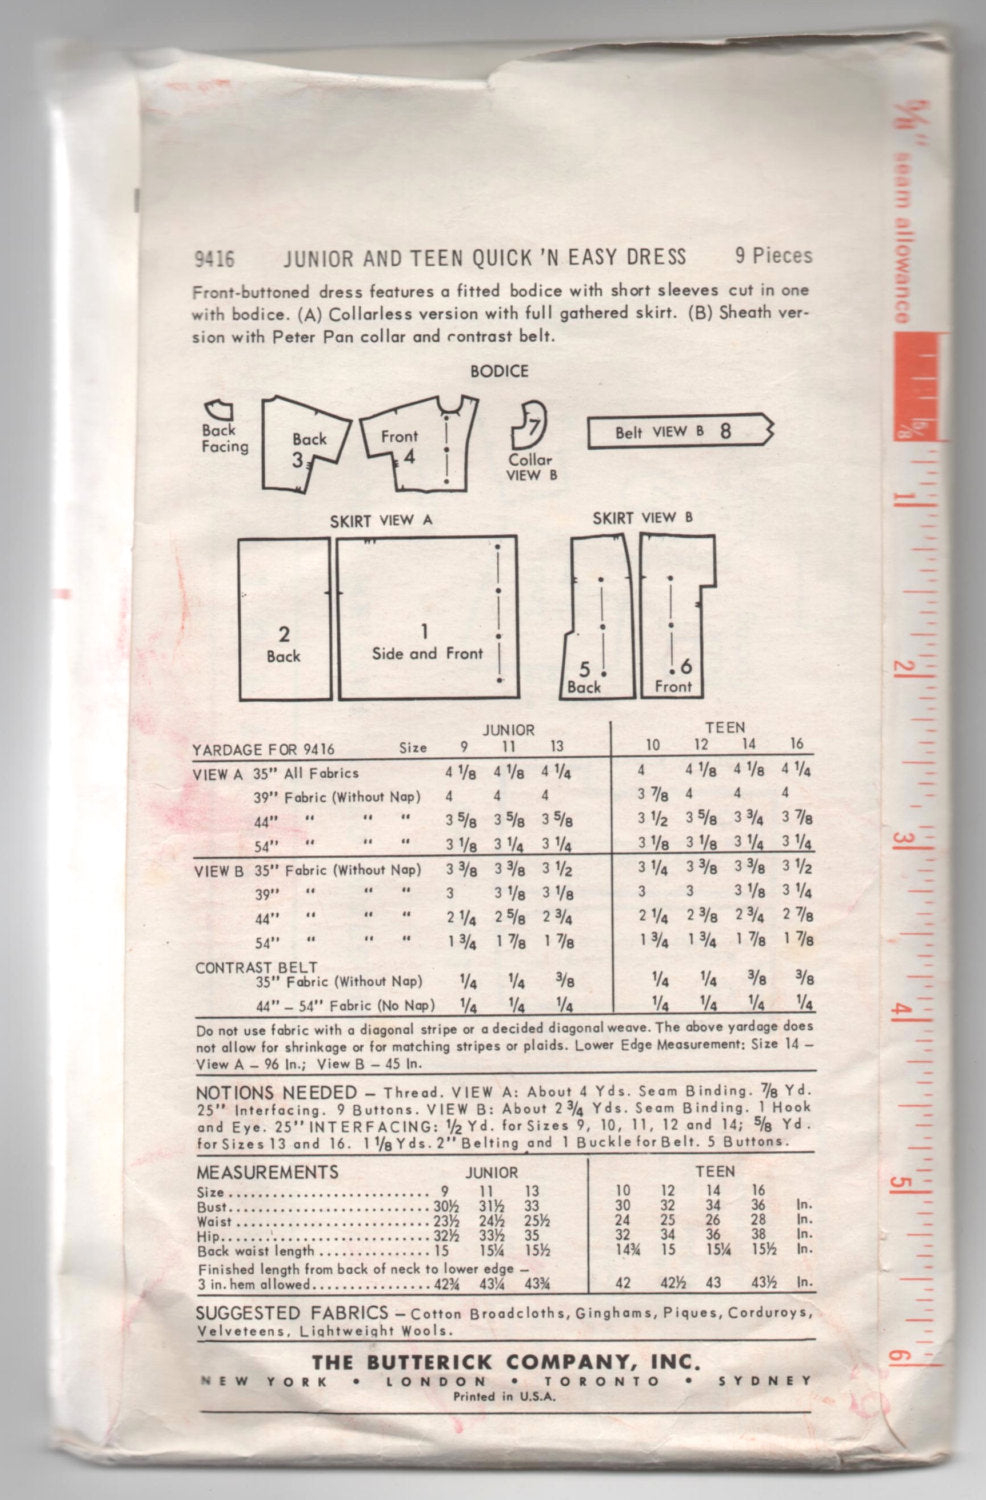 9416 JUNIOR AND TEEN QUICK 'N EASY DRESS 9 Pieces
Front-buttoned dress features a fitted bodice with short sleeves cut in one
with bodice. (A) Collarless version with full gathered skirt. (B) Sheath ver-
sion with Peter Pan collar and contrast belt.
BODICE
Back
Facing
Back
3
Front
4
7
Collar
VIEW B
Belt VIEW B 8
SKIRT VIEW A
SKIRT VIEW B
2
Back
1
Side and Front
5
Back
6
Front
JUNIOR TEEN
YARDAGE FOR 9416 Size 9 11 13 10 12 14 16
VIEW A 35" All Fabrics 4 1/8 4 1/8 4 1/4 4 4 1/8 4 1/8 4 1/4
39" Fabric (Without Nap) 4 4 4 3 7/8 4 4 4
44" " " " 3 5/8 3 5/8 3 5/8 3 1/2 3 5/8 3 3/4 3 7/8
54" " " " 3 1/8 3 1/4 3 1/4 3 1/8 3 1/8 3 1/4 3 1/4
VIEW B 35" Fabric (Without Nap) 3 3/8 3 3/8 3 1/2 3 1/4 3 3/8 3 3/8 3 1/2
39" " " " 3 3 1/8 3 1/8 3 3 3 1/8 3 1/4
44" " " " 2 1/4 2 5/8 2 3/4 2 1/4 2 3/8 2 3/4 2 7/8
54" " " " 1 3/4 1 7/8 1 7/8 1 3/4 1 3/4 1 7/8 1 7/8
CONTRAST BELT
35" Fabric (Without Nap) 1/4 1/4 3/8 1/4 1/4 3/8 3/8
44" – 54" Fabric (No Nap) 1/4 1/4 1/4 1/4 1/4 1/4 1/4
Do not use fabric with a diagonal stripe or a decided diagonal weave. The above yardage does
not allow for shrinkage or for matching stripes or plaids. Lower Edge Measurement: Size 14 –
View A – 96 In.; View B – 45 In.
NOTIONS NEEDED – Thread. VIEW A: About 4 Yds. Seam Binding. 7/8 Yd.
25" Interfacing. 9 Buttons. VIEW B: About 2 3/4 Yds. Seam Binding. 1 Hook
and Eye. 25" INTERFACING: 1/2 Yd. for Sizes 9, 10, 11, 12 and 14; 5/8 Yd.
for Sizes 13 and 16. 1 1/8 Yds. 2" Belting and 1 Buckle for Belt. 5 Buttons.
MEASUREMENTS JUNIOR TEEN
Size 9 11 13 10 12 14 16
Bust 30½ 31½ 33 30 32 34 36 In.
Waist 23½ 24½ 25½ 24 25 26 28 In.
Hip 32½ 33½ 35 32 34 36 38 In.
Back waist length 15 15¼ 15½ 14¾ 15 15¼ 15½ In.
Finished length from back of neck to lower edge –
3 in. hem allowed 42¾ 43¼ 43¾ 42 42½ 43 43½ In.
SUGGESTED FABRICS – Cotton Broadcloths, Ginghams, Piques, Corduroys,
Velveteens, Lightweight Wools.
THE BUTTERICK COMPANY, INC.
NEW YORK • LONDON • TORONTO • SYDNEY
Printed in U.S.A.
5/8" seam allowance
5/8
1
2
3
4
5
6